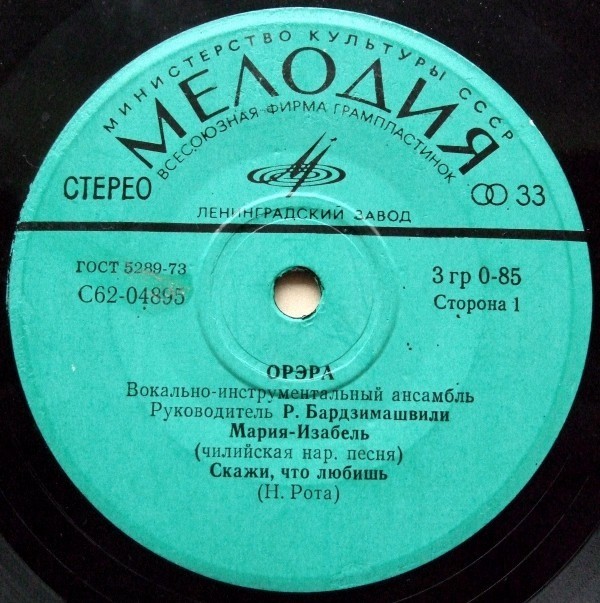 МИНИСТЕРСТВО КУЛЬТУРЫ СССР
МЕЛОДИЯ
ВСЕСОЮЗНАЯ ФИРМА ГРАМПЛАСТИНОК
СТЕРЕО
33
ЛЕНИНГРАДСКИЙ ЗАВОД
ГОСТ 5289-73
С62-04895
3 гр 0-85
Сторона 1
ОРЭРА
Вокально-инструментальный ансамбль
Руководитель Р. Бардзимашвили
Мария-Изабель
(чилийская нар. песня)
Скажи, что любишь
(Н. Рота)